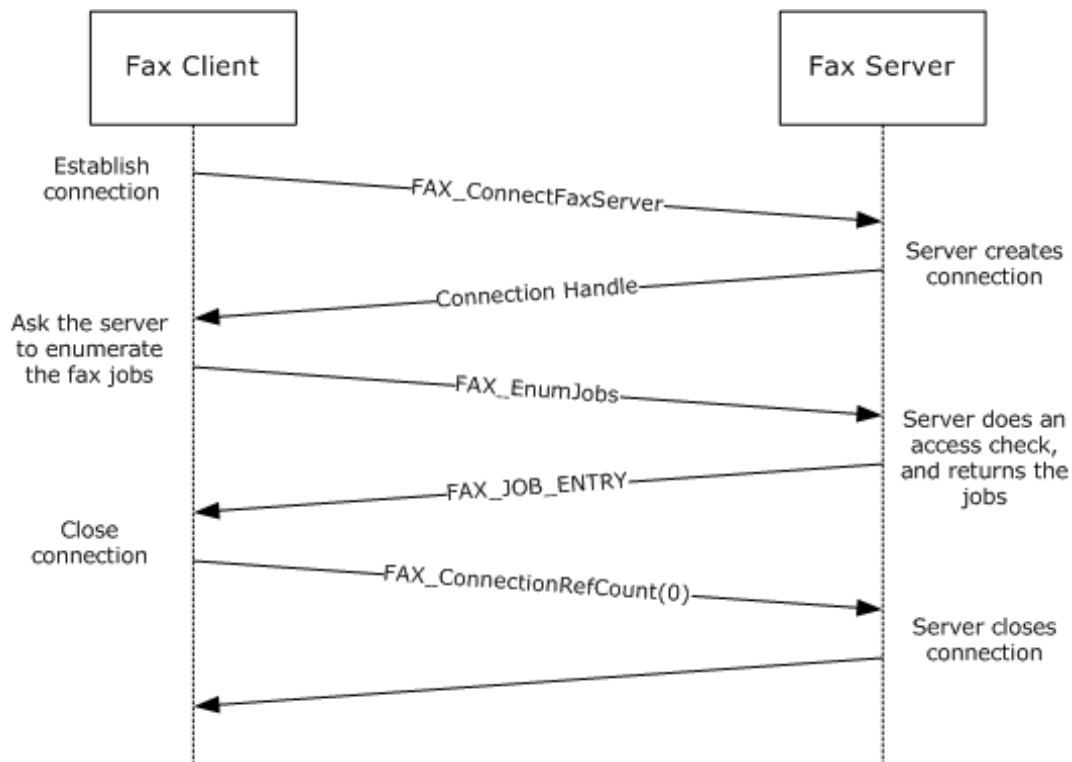 Fax Client
Fax Server
Establish
connection
FAX_ConnectFaxServer
Server creates
connection
Connection Handle
Ask the server
to enumerate
the fax jobs
FAX_EnumJobs
Server does an
access check,
and returns the
jobs
FAX_JOB_ENTRY
Close
connection
FAX_ConnectionRefCount(0)
Server closes
connection